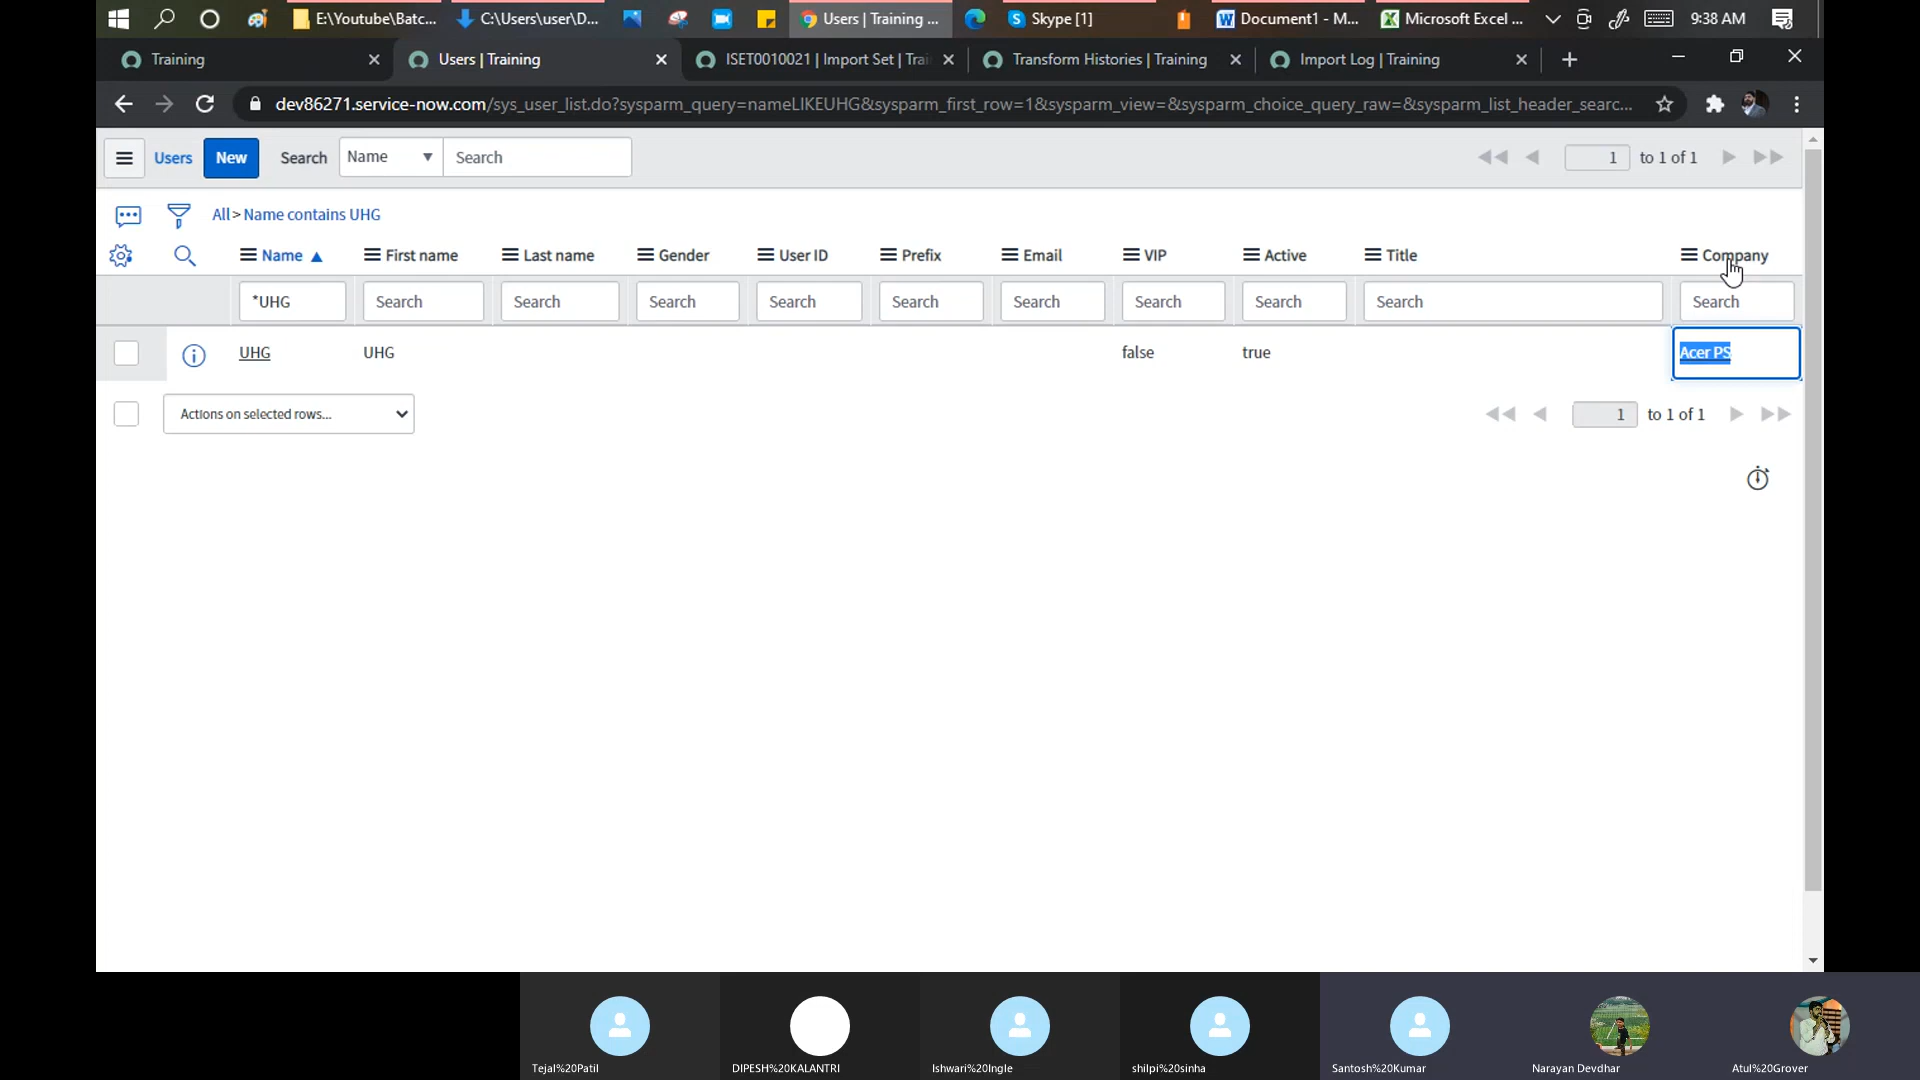 E:\Youtube\Batc...
C:\Users\user\D...
Users | Training ...
Skype [1]
Document1 - M...
Microsoft Excel ...
9:38 AM
Training
Users | Training
ISET0010021 | Import Set | Trai
Transform Histories | Training
Import Log | Training
dev86271.service-now.com/sys_user_list.do?sysparm_query=nameLIKEUHG&sysparm_first_row=1&sysparm_view=&sysparm_choice_query_raw=&sysparm_list_header_searc...
Users New Search Name Search 1 to 1 of 1
All > Name contains UHG
Name First name Last name Gender User ID Prefix Email VIP Active Title Company
*UHG Search Search Search Search Search Search Search Search Search Search
UHG UHG false true Acer PS
Actions on selected rows... 1 to 1 of 1
Tejal%20Patil DIPESH%20KALANTRI Ishwari%20Ingle shilpi%20sinha Santosh%20Kumar Narayan Devdhar Atul%20Grover